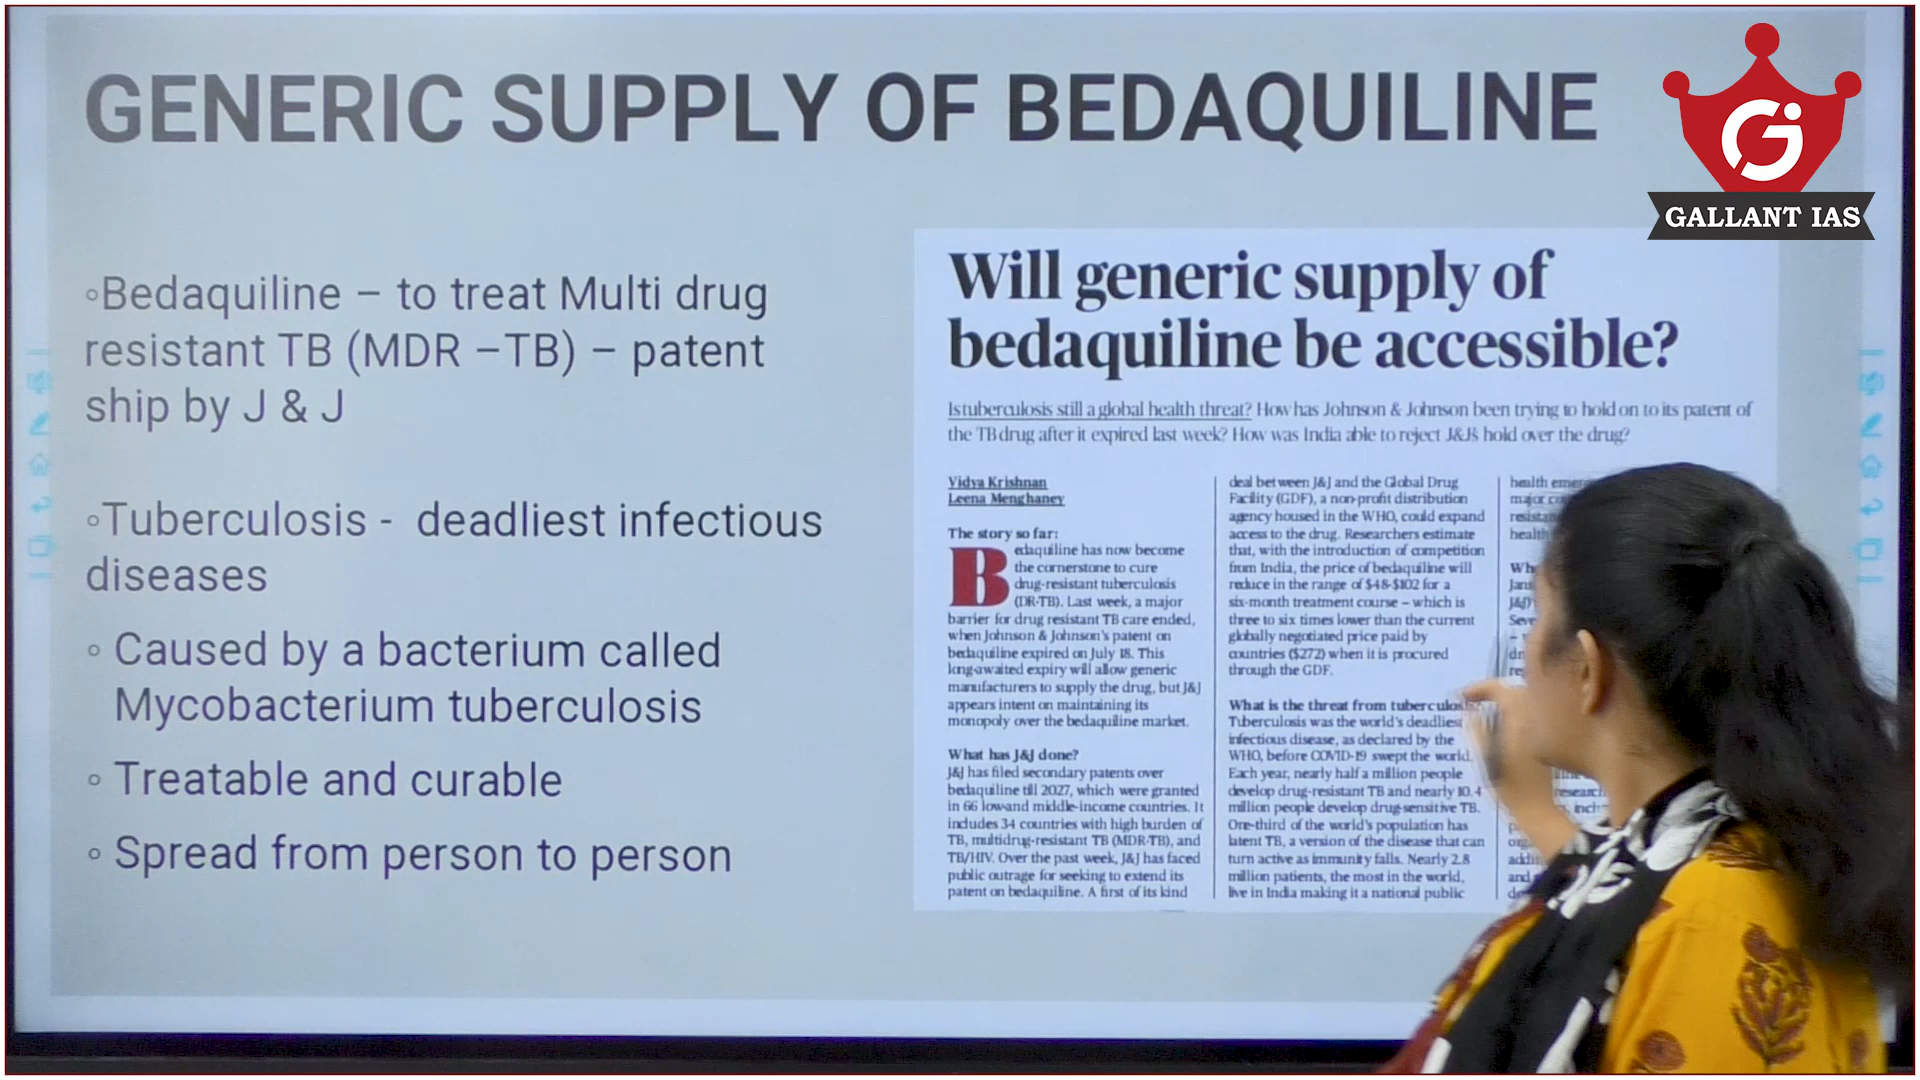 GENERIC SUPPLY OF BEDAQUILINE
GALLANT IAS
◦Bedaquiline – to treat Multi drug
resistant TB (MDR –TB) – patent
ship by J & J
◦Tuberculosis - deadliest infectious
diseases
◦ Caused by a bacterium called
Mycobacterium tuberculosis
◦ Treatable and curable
◦ Spread from person to person
Will generic supply of
bedaquiline be accessible?
Is tuberculosis still a global health threat? How has Johnson & Johnson been trying to hold on to its patent of
the TB drug after it expired last week? How was India able to reject J&J's hold over the drug?
Vidya Krishnan
Leena Menghaney
The story so far:
Bedaquiline has now become
the cornerstone to cure
drug-resistant tuberculosis
(DR-TB). Last week, a major
barrier for drug resistant TB care ended,
when Johnson & Johnson's patent on
bedaquiline expired on July 18. This
long-awaited expiry will allow generic
manufacturers to supply the drug, but J&J
appears intent on maintaining its
monopoly over the bedaquiline market.
What has J&J done?
J&J has filed secondary patents over
bedaquiline till 2027, which were granted
in 66 low and middle-income countries. It
includes 34 countries with high burden of
TB, multidrug-resistant TB (MDR-TB), and
TB/HIV. Over the past week, J&J has faced
public outrage for seeking to extend its
patent on bedaquiline. A first of its kind
deal between J&J and the Global Drug
Facility (GDF), a non-profit distribution
agency housed in the WHO, could expand
access to the drug. Researchers estimate
that, with the introduction of competition
from India, the price of bedaquiline will
reduce in the range of $48-$102 for a
six-month treatment course – which is
three to six times lower than the current
globally negotiated price paid by
countries ($272) when it is procured
through the GDF.
What is the threat from
Tuberculosis was the world's deadliest
infectious disease, as declared by the
WHO, before COVID-19 swept the world.
Each year, nearly half a million people
develop drug-resistant TB and nearly 10.4
million people develop drug-sensitive TB.
One-third of the world's population has
latent TB, a version of the disease that can
turn active as immunity falls. Nearly 2.8
million patients, the most in the world,
live in India making it a national public
health